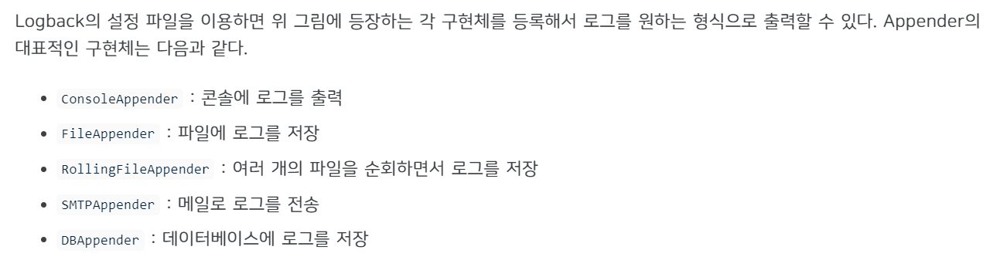 Logback의 설정 파일을 이용하면 위 그림에 등장하는 각 구현체를 등록해서 로그를 원하는 형식으로 출력할 수 있다. Appender의
대표적인 구현체는 다음과 같다.
• ConsoleAppender : 콘솔에 로그를 출력
• FileAppender : 파일에 로그를 저장
• RollingFileAppender : 여러 개의 파일을 순회하면서 로그를 저장
• SMTPAppender : 메일로 로그를 전송
• DBAppender : 데이터베이스에 로그를 저장